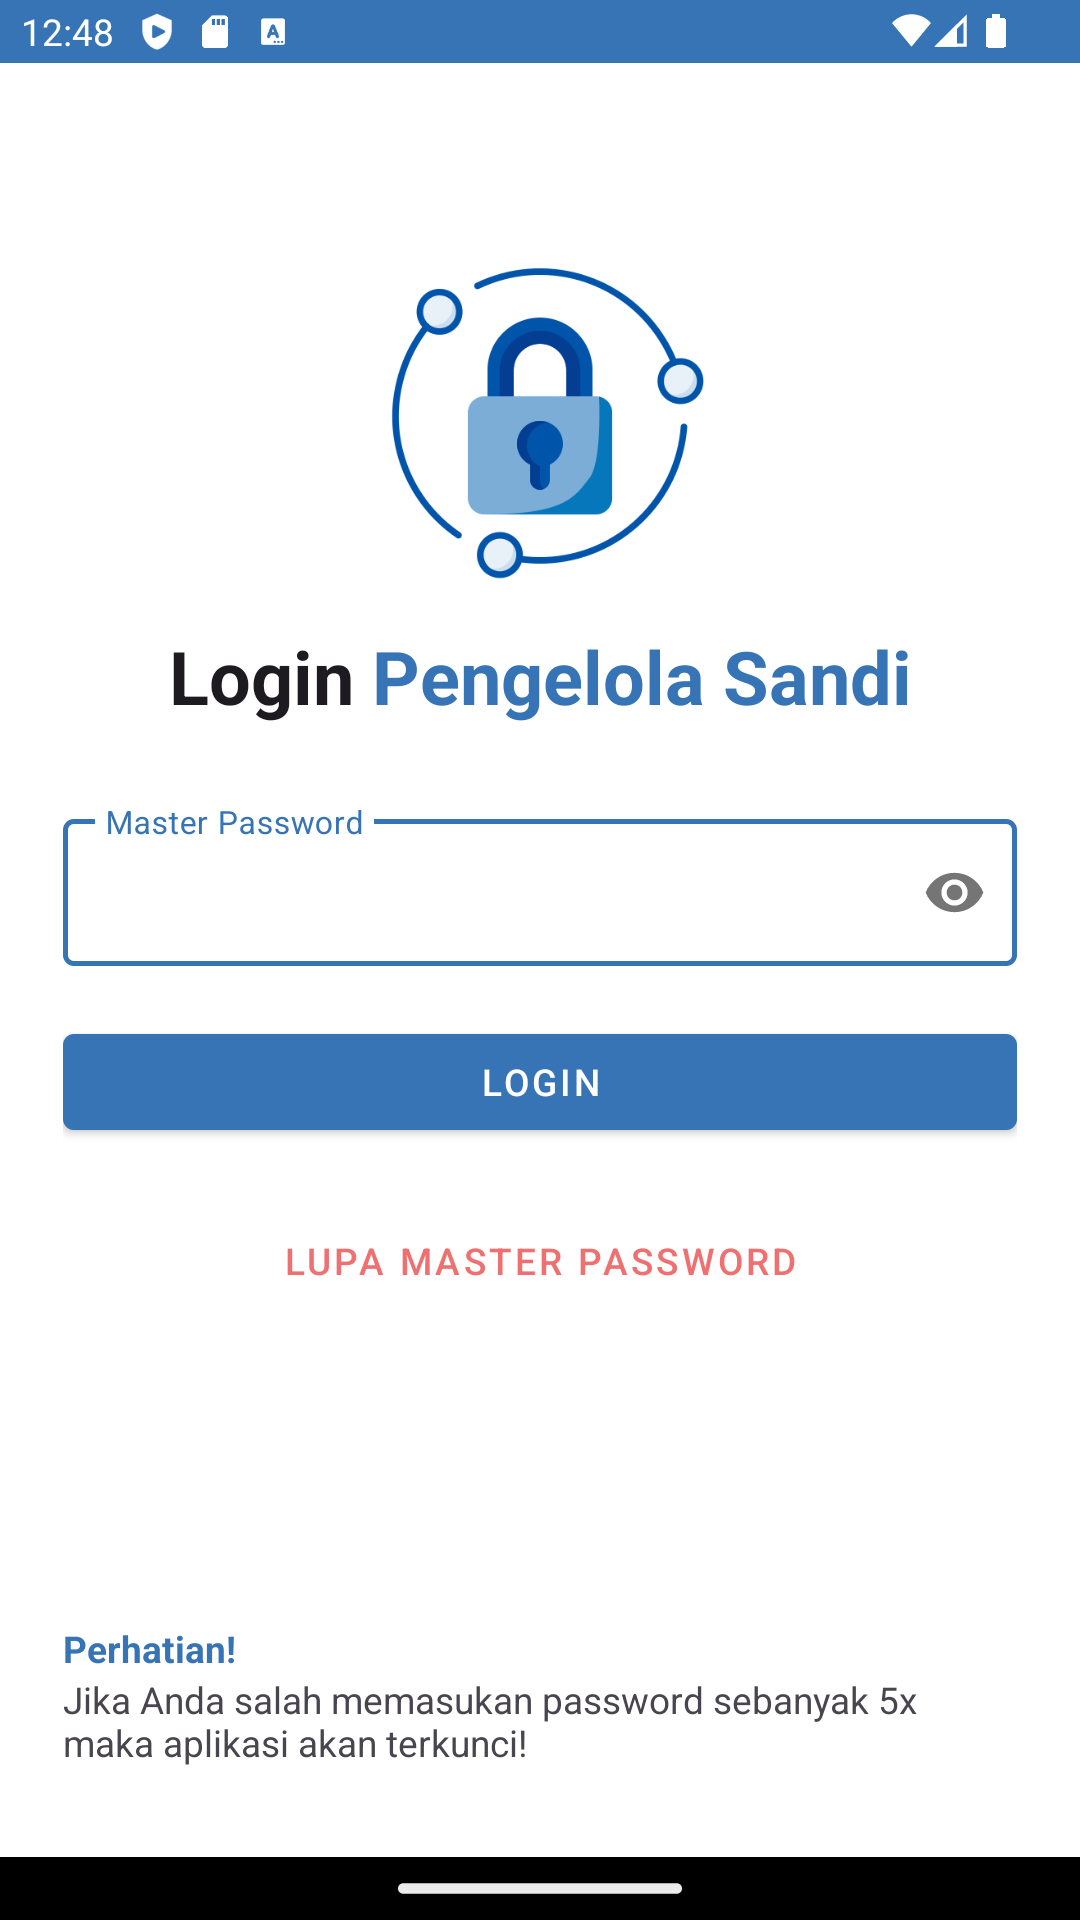 12:48
Login Pengelola Sandi
Master Password
LOGIN
LUPA MASTER PASSWORD
Perhatian!
Jika Anda salah memasukan password sebanyak 5x
maka aplikasi akan terkunci!